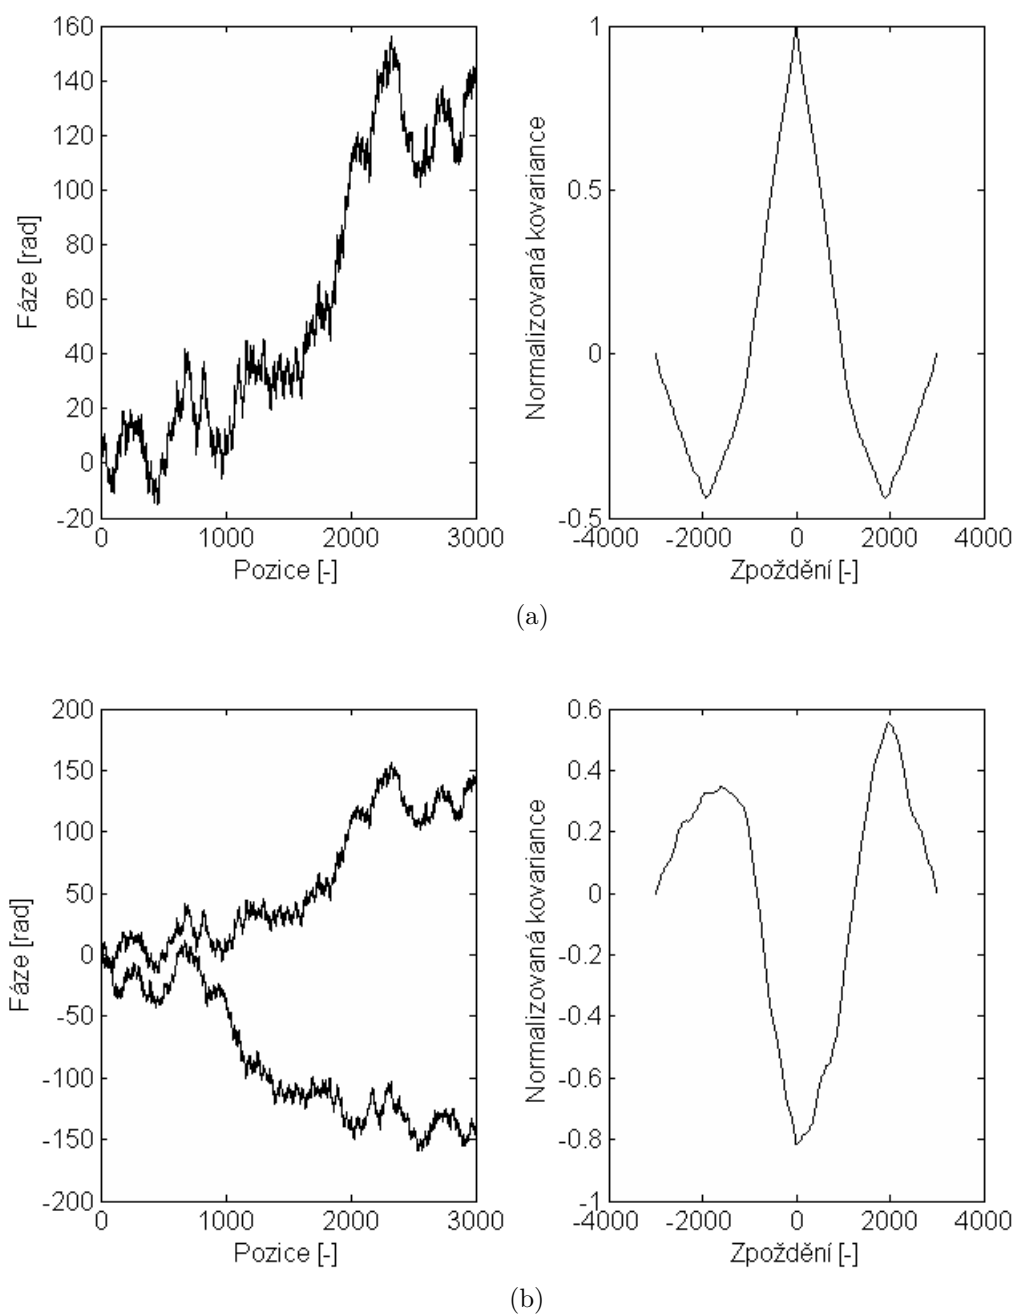 160
140
120
100
80
60
40
20
0
-20
Fáze [rad]
0 1000 2000 3000
Pozice [-]
1
0.5
0
-0.5
Normalizovaná kovariance
-4000 -2000 0 2000 4000
Zpoždění [-]
(a)
200
150
100
50
0
-50
-100
-150
-200
Fáze [rad]
0 1000 2000 3000
Pozice [-]
0.6
0.4
0.2
0
-0.2
-0.4
-0.6
-0.8
-1
Normalizovaná kovariance
-4000 -2000 0 2000 4000
Zpoždění [-]
(b)